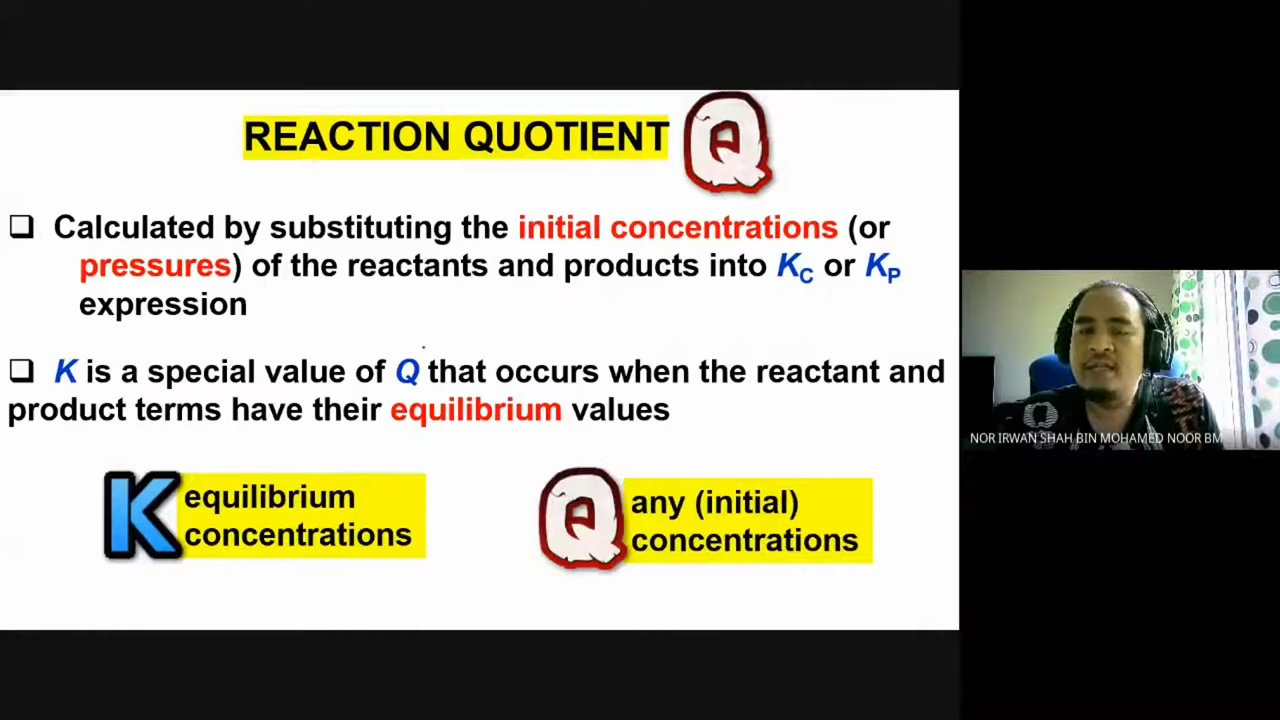 REACTION QUOTIENT Q
❑ Calculated by substituting the initial concentrations (or
pressures) of the reactants and products into KC or KP
expression
❑ K is a special value of Q that occurs when the reactant and
product terms have their equilibrium values
K equilibrium
concentrations
Q any (initial)
concentrations
NOR IRWAN SHAH BIN MOHAMED NOOR BM